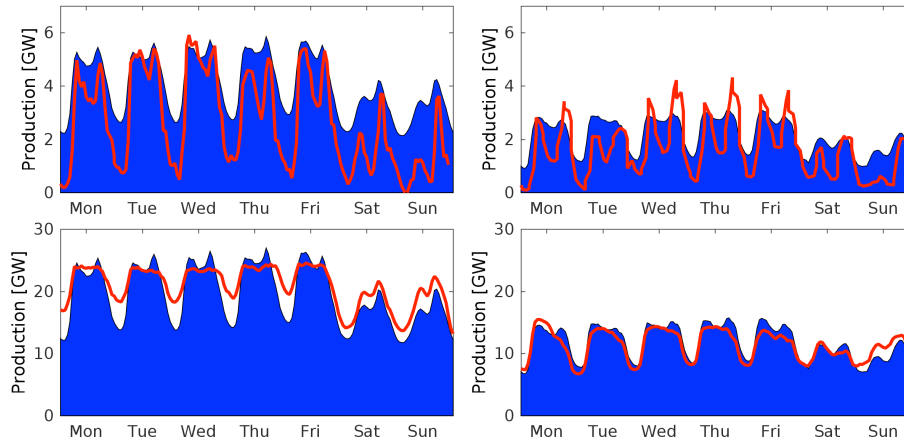 Production [GW]
6
4
2
0
Mon Tue Wed Thu Fri Sat Sun
Production [GW]
6
4
2
0
Mon Tue Wed Thu Fri Sat Sun
Production [GW]
30
20
10
0
Mon Tue Wed Thu Fri Sat Sun
Production [GW]
30
20
10
0
Mon Tue Wed Thu Fri Sat Sun